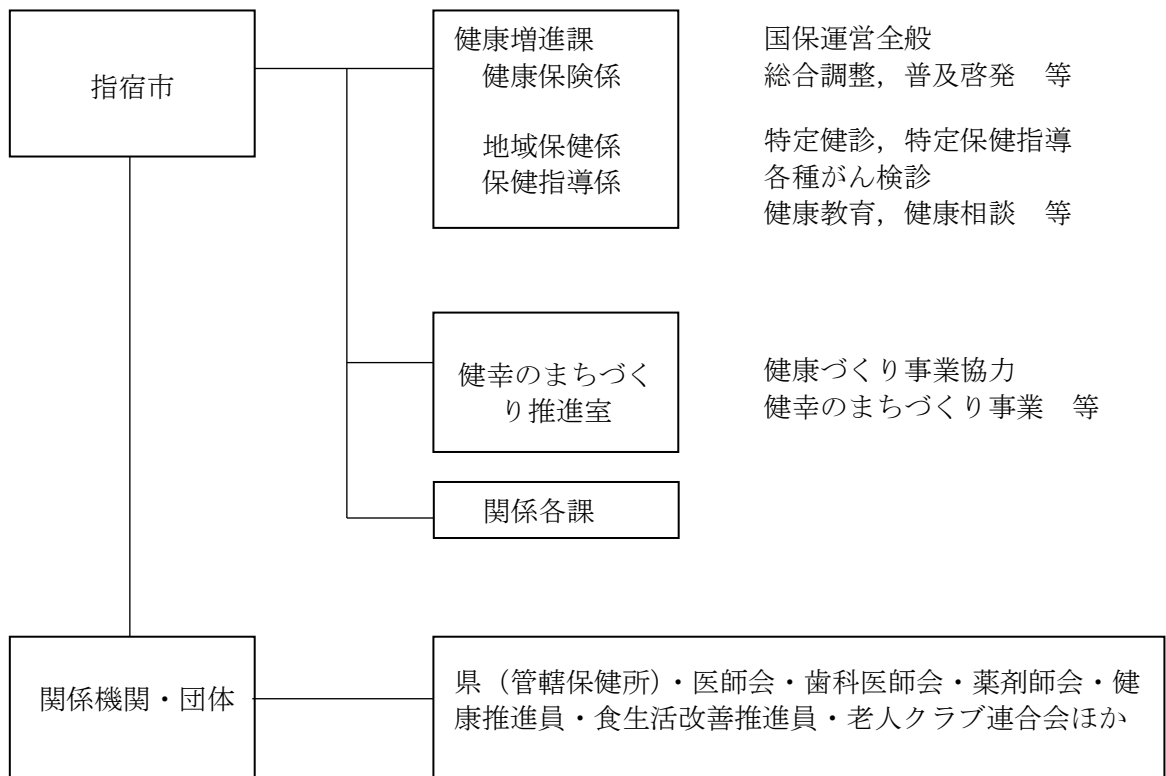 指宿市
健康増進課
健康保険係
地域保健係
保健指導係
国保運営全般
総合調整，普及啓発　等
特定健診，特定保健指導
各種がん検診
健康教育，健康相談　等
健幸のまちづく
り推進室
健康づくり事業協力
健幸のまちづくり事業　等
関係各課
関係機関・団体
県（管轄保健所）・医師会・歯科医師会・薬剤師会・健
康推進員・食生活改善推進員・老人クラブ連合会ほか